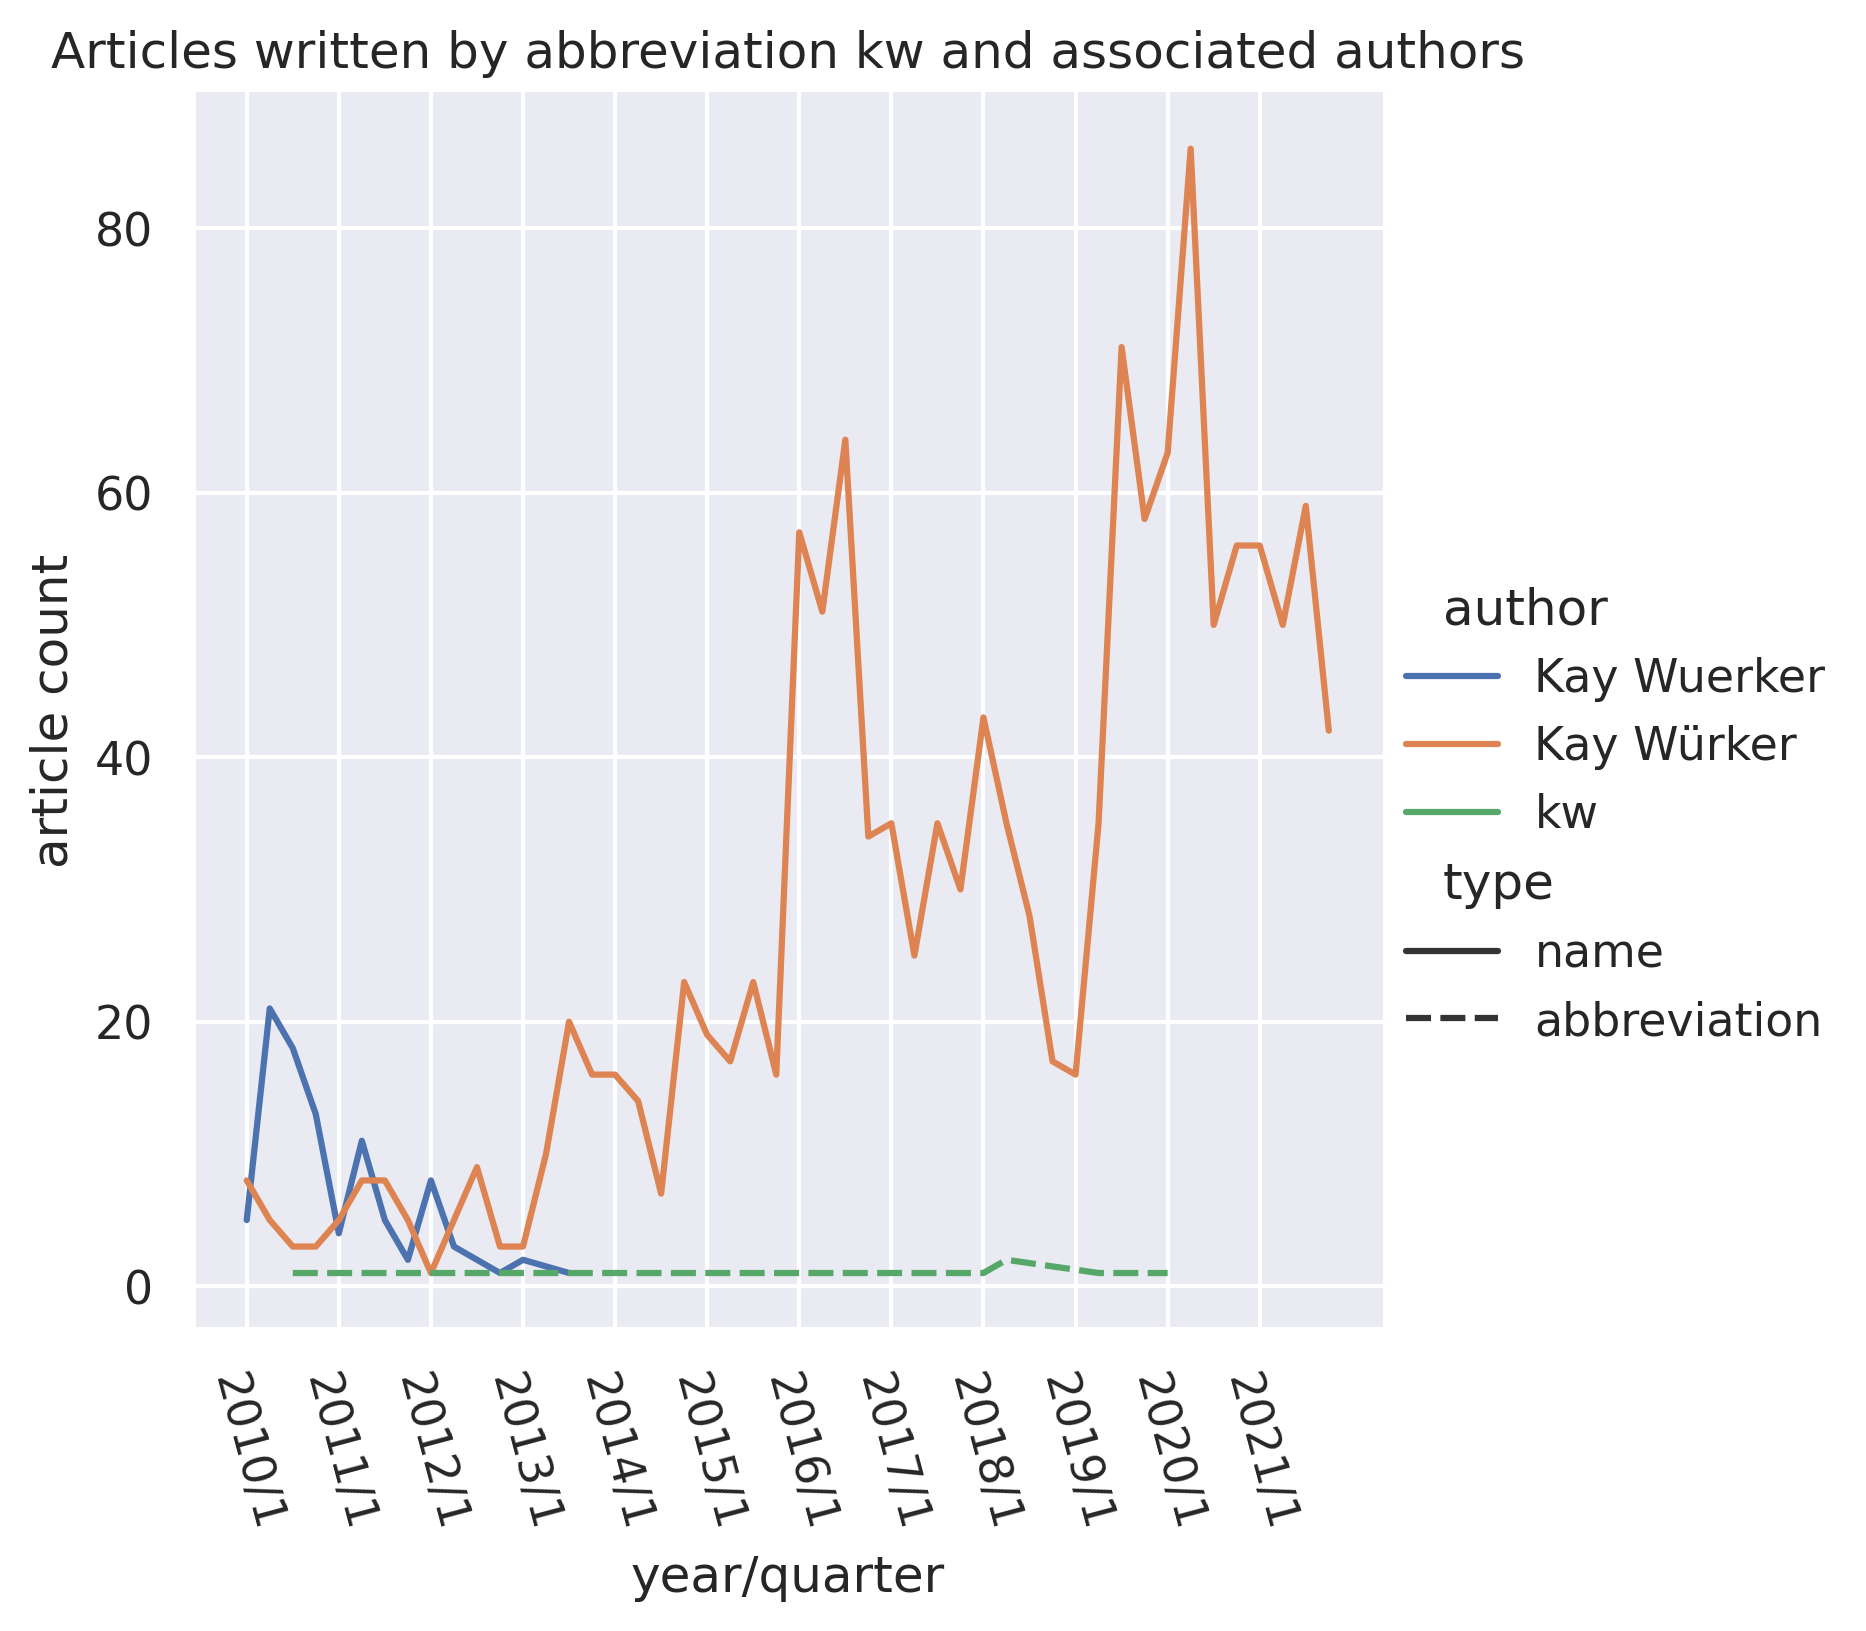 Articles written by abbreviation kw and associated authors
article count
80
60
40
20
0
2010/1
2011/1
2012/1
2013/1
2014/1
2015/1
2016/1
2017/1
2018/1
2019/1
2020/1
2021/1
year/quarter
author
Kay Wuerker
Kay Würker
kw
type
name
abbreviation